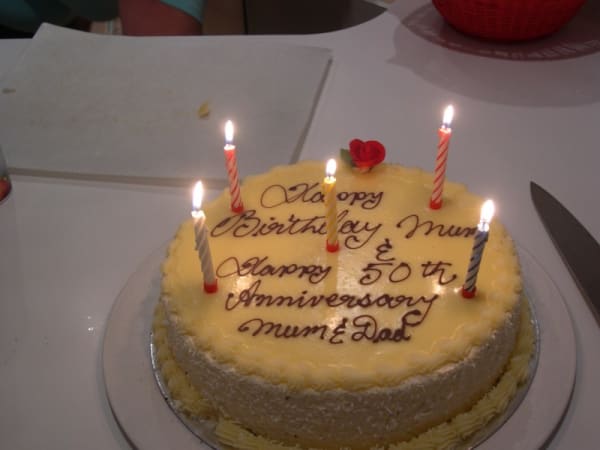 Happy
Birthday Mum
&
Happy 50th
Anniversary
Mum & Dad